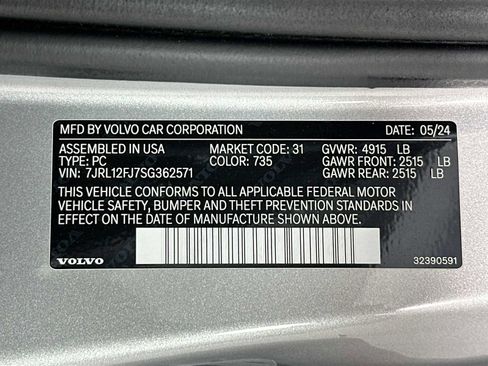 MFD BY VOLVO CAR CORPORATION DATE: 05/24
ASSEMBLED IN USA MARKET: 31 GVWR: 4915 LB
TYPE: PC COLOR: 735 GAWR FRONT: 2515 LB
VIN: 7JRL12FJ7SG362571 GAWR REAR: 2515 LB
THIS VEHICLE CONFORMS TO ALL APPLICABLE FEDERAL MOTOR
VEHICLE SAFETY, BUMPER AND THEFT PREVENTION STANDARDS IN
EFFECT ON THE DATE OF MANUFACTURE SHOWN ABOVE.
VOLVO 32390591